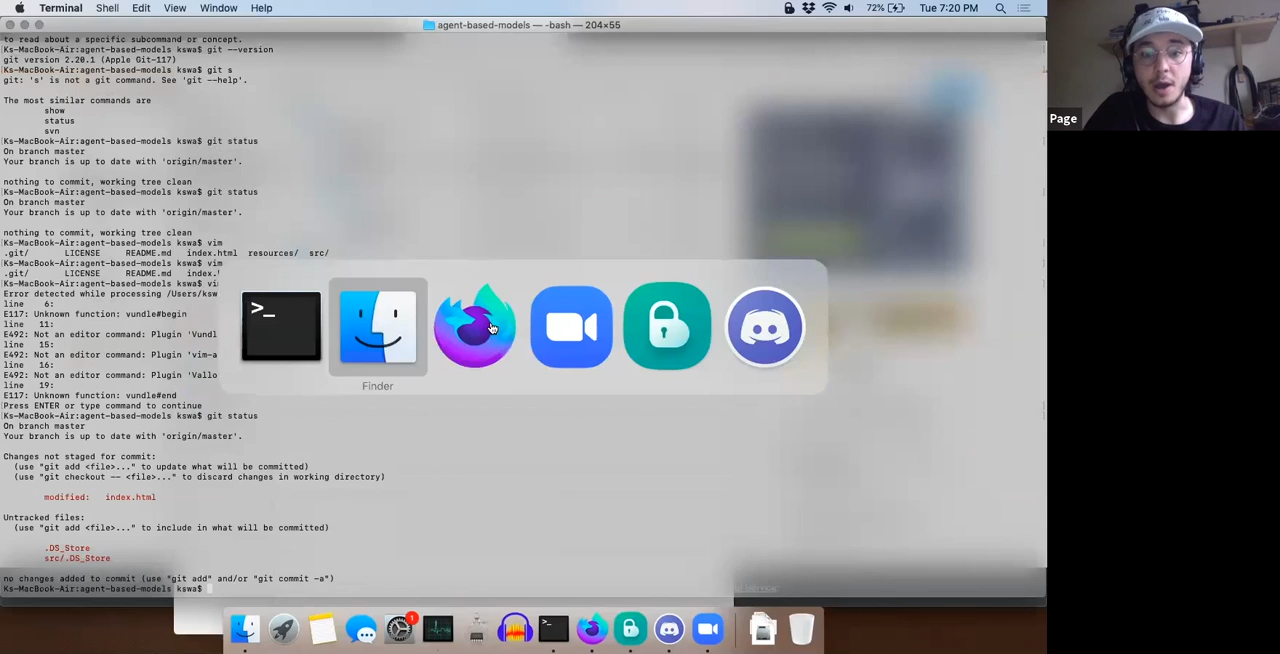 Terminal Shell Edit View Window Help
72% Tue 7:20 PM
agent-based-models — -bash — 204×55
to read about a specific subcommand or concept.
Ks-MacBook-Air:agent-based-models kswa$ git --version
git version 2.20.1 (Apple Git-117)
Ks-MacBook-Air:agent-based-models kswa$ git s
git: 's' is not a git command. See 'git --help'.
The most similar commands are
show
status
svn
Ks-MacBook-Air:agent-based-models kswa$ git status
On branch master
Your branch is up to date with 'origin/master'.
nothing to commit, working tree clean
Ks-MacBook-Air:agent-based-models kswa$ git status
On branch master
Your branch is up to date with 'origin/master'.
nothing to commit, working tree clean
Ks-MacBook-Air:agent-based-models kswa$ vim
.git/ LICENSE README.md index.html resources/ src/
Ks-MacBook-Air:agent-based-models kswa$ vim
.git/ LICENSE README.md index.
Ks-MacBook-Air:agent-based-models kswa$ vi
Error detected while processing /Users/ksw
line 6:
E117: Unknown function: vundle#begin
line 11:
E492: Not an editor command: Plugin 'Vundl
line 15:
E492: Not an editor command: Plugin 'vim-a
line 16:
E492: Not an editor command: Plugin 'Vallo
line 19:
E117: Unknown function: vundle#end
Press ENTER or type command to continue
Ks-MacBook-Air:agent-based-models kswa$ git status
On branch master
Your branch is up to date with 'origin/master'.
Changes not staged for commit:
(use "git add <file>..." to update what will be committed)
(use "git checkout -- <file>..." to discard changes in working directory)
modified: index.html
Untracked files:
(use "git add <file>..." to include in what will be committed)
.DS_Store
src/.DS_Store
no changes added to commit (use "git add" and/or "git commit -a")
Ks-MacBook-Air:agent-based-models kswa$
>_
Finder
1
>_
Page